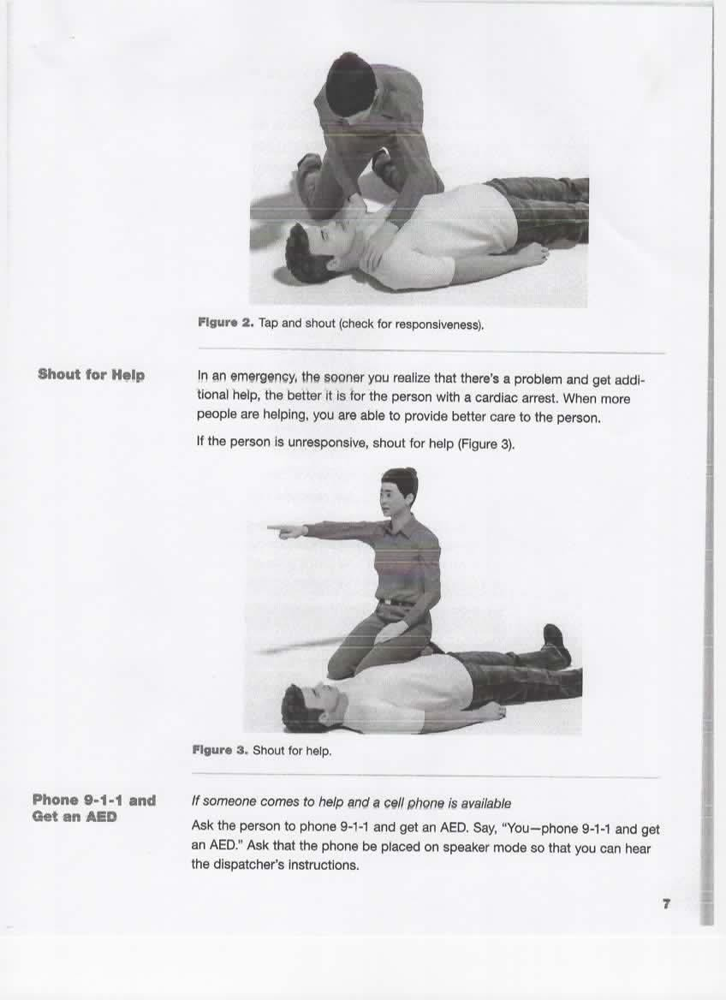 Figure 2. Tap and shout (check for responsiveness).
Shout for Help
In an emergency, the sooner you realize that there's a problem and get addi-
tional help, the better it is for the person with a cardiac arrest. When more
people are helping, you are able to provide better care to the person.
If the person is unresponsive, shout for help (Figure 3).
Figure 3. Shout for help.
Phone 9-1-1 and
Get an AED
If someone comes to help and a cell phone is available
Ask the person to phone 9-1-1 and get an AED. Say, “You—phone 9-1-1 and get
an AED.” Ask that the phone be placed on speaker mode so that you can hear
the dispatcher's instructions.
7